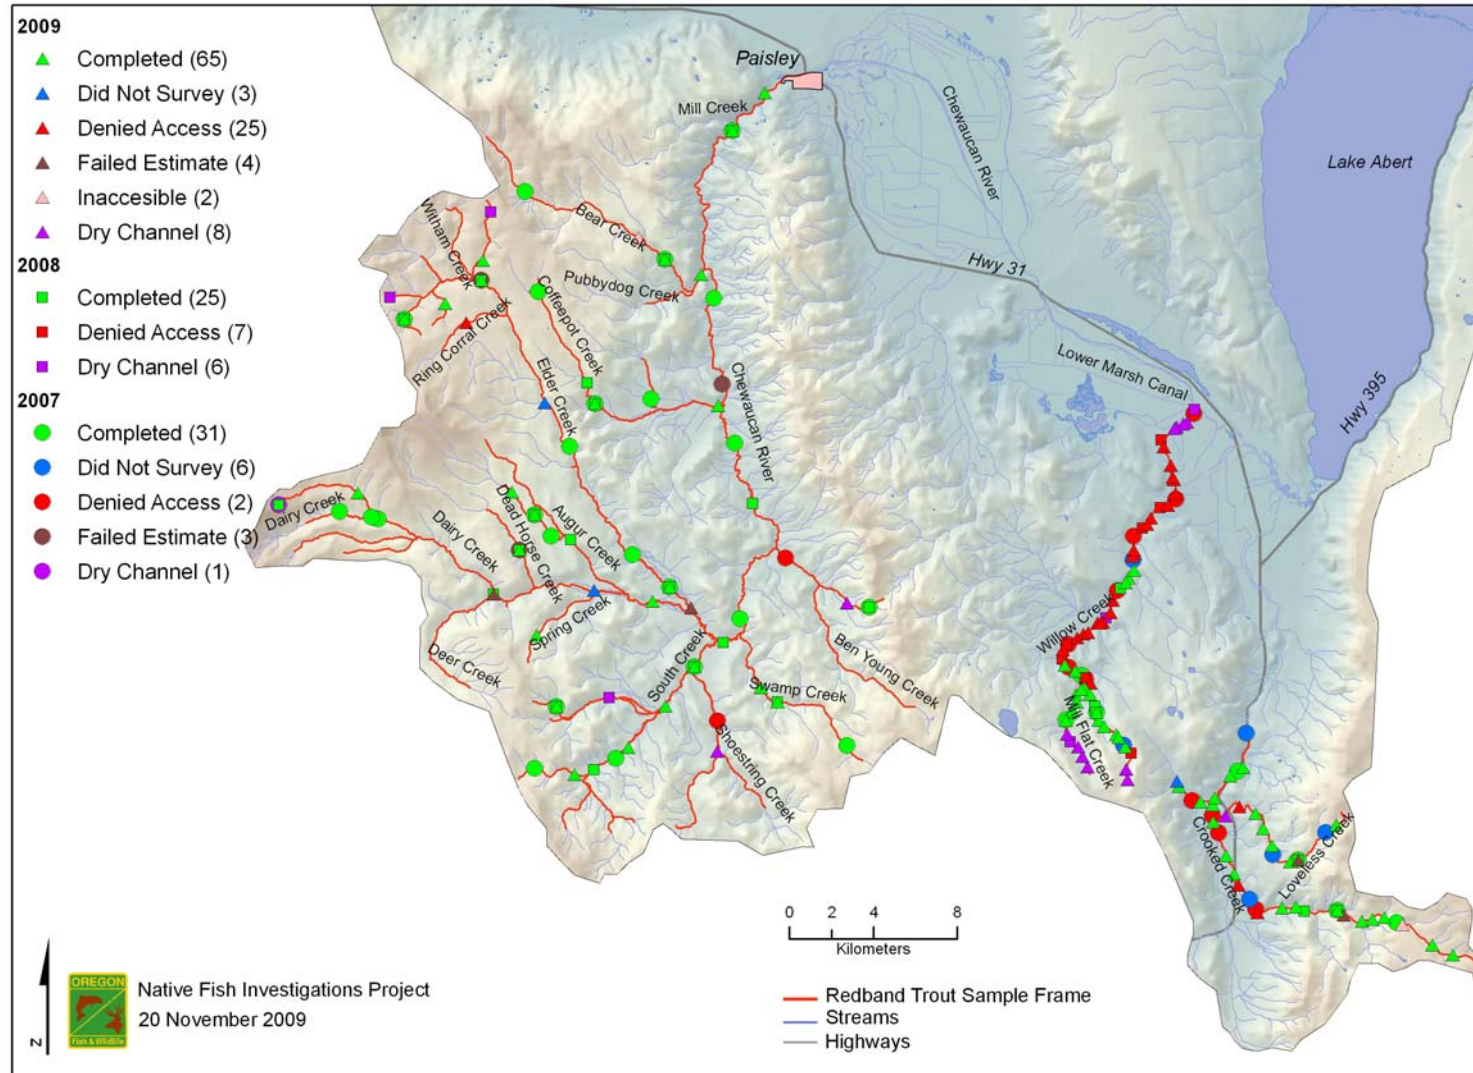 2009
Completed (65)
Did Not Survey (3)
Denied Access (25)
Failed Estimate (4)
Inaccesible (2)
Dry Channel (8)
2008
Completed (25)
Denied Access (7)
Dry Channel (6)
2007
Completed (31)
Did Not Survey (6)
Denied Access (2)
Failed Estimate (3)
Dry Channel (1)
Paisley
Mill Creek
Chewaucan River
Lake Abert
Witham Creek
Bear Creek
Pubbydog Creek
Hwy 31
Coffeepot Creek
Ring Corral Creek
Elder Creek
Chewaucan River
Lower Marsh Canal
Hwy 395
Dairy Creek
Dairy Creek
Dead Horse Creek
Augur Creek
Spring Creek
Deer Creek
South Creek
Swamp Creek
Ben Young Creek
Shoestring Creek
Willow Creek
Mill Flat Creek
Crooked Creek
Loveless Creek
0 2 4 8
Kilometers
Redband Trout Sample Frame
Streams
Highways
N
OREGON
Fish & Wildlife
Native Fish Investigations Project
20 November 2009